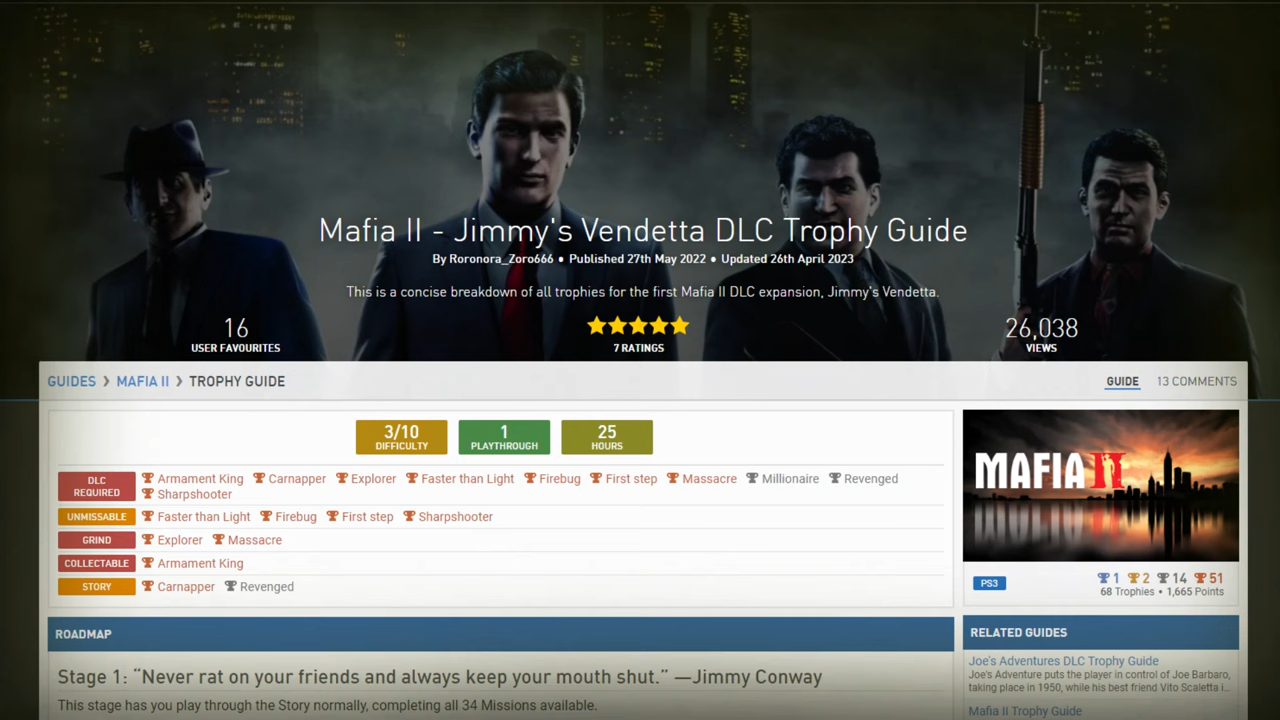 Mafia II - Jimmy's Vendetta DLC Trophy Guide
By Roronora_Zoro666 • Published 27th May 2022 • Updated 26th April 2023
This is a concise breakdown of all trophies for the first Mafia II DLC expansion, Jimmy's Vendetta.
16
USER FAVOURITES
7 RATINGS
26,038
VIEWS
GUIDES > MAFIA II > TROPHY GUIDE
GUIDE 13 COMMENTS
3/10
DIFFICULTY
1
PLAYTHROUGH
25
HOURS
DLC
REQUIRED
Armament King Carnapper Explorer Faster than Light Firebug First step Massacre Millionaire Revenged
Sharpshooter
UNMISSABLE Faster than Light Firebug First step Sharpshooter
GRIND Explorer Massacre
COLLECTABLE Armament King
STORY Carnapper Revenged
MAFIA II
PS3
1 2 14 51
68 Trophies • 1,665 Points
ROADMAP
Stage 1: “Never rat on your friends and always keep your mouth shut.” —Jimmy Conway
This stage has you play through the Story normally, completing all 34 Missions available.
RELATED GUIDES
Joe's Adventures DLC Trophy Guide
Joe's Adventure puts the player in control of Joe Barbaro,
taking place in 1950, while his best friend Vito Scaletta i...
Mafia II Trophy Guide